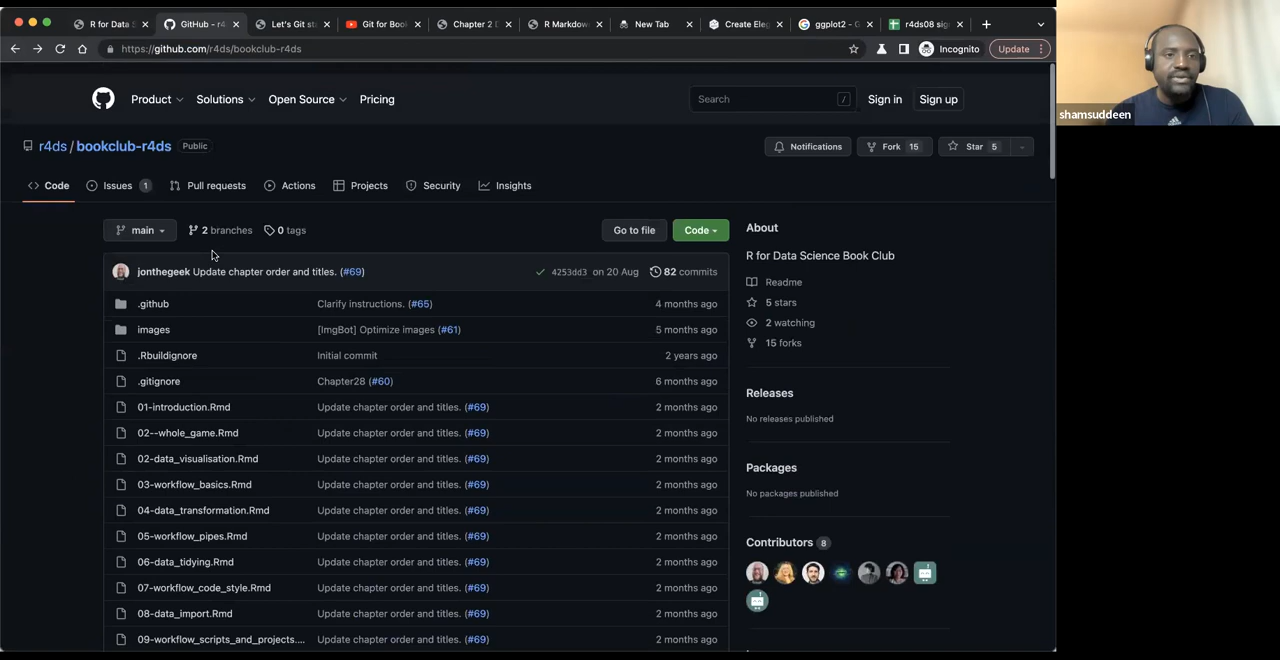 R for Data S
GitHub - r4
Let's Git st
Git for Boo
Chapter 2 D
R Markdow
New Tab
Create Eleg
ggplot2 - G
r4ds08 sig
https://github.com/r4ds/bookclub-r4ds
Incognito
Update
Product
Solutions
Open Source
Pricing
Search /
Sign in
Sign up
shamsuddeen
r4ds / bookclub-r4ds Public
Notifications
Fork 15
Star 5
Code
Issues 1
Pull requests
Actions
Projects
Security
Insights
main
2 branches
0 tags
Go to file
Code
jonthegeek Update chapter order and titles. (#69) 4253dd3 on 20 Aug 82 commits
.github Clarify instructions. (#65) 4 months ago
images [ImgBot] Optimize images (#61) 5 months ago
.Rbuildignore Initial commit 2 years ago
.gitignore Chapter28 (#60) 6 months ago
01-introduction.Rmd Update chapter order and titles. (#69) 2 months ago
02--whole_game.Rmd Update chapter order and titles. (#69) 2 months ago
02-data_visualisation.Rmd Update chapter order and titles. (#69) 2 months ago
03-workflow_basics.Rmd Update chapter order and titles. (#69) 2 months ago
04-data_transformation.Rmd Update chapter order and titles. (#69) 2 months ago
05-workflow_pipes.Rmd Update chapter order and titles. (#69) 2 months ago
06-data_tidying.Rmd Update chapter order and titles. (#69) 2 months ago
07-workflow_code_style.Rmd Update chapter order and titles. (#69) 2 months ago
08-data_import.Rmd Update chapter order and titles. (#69) 2 months ago
09-workflow_scripts_and_projects.... Update chapter order and titles. (#69) 2 months ago
About
R for Data Science Book Club
Readme
5 stars
2 watching
15 forks
Releases
No releases published
Packages
No packages published
Contributors 8